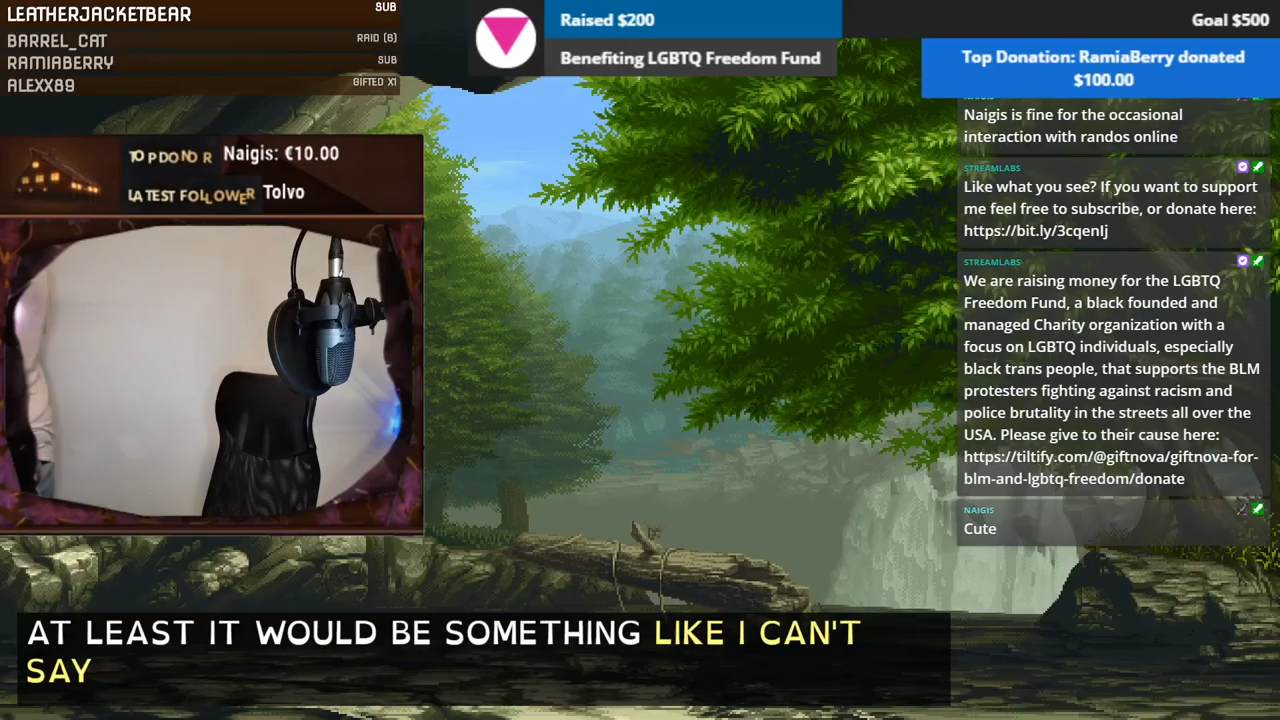 LEATHERJACKETBEAR SUB
BARREL_CAT RAID (6)
RAMIABERRY SUB
ALEXX89 GIFTED X1
Raised $200
Goal $500
Benefiting LGBTQ Freedom Fund
Top Donation: RamiaBerry donated
$100.00
TOP DONOR Naigis: €10.00
LATEST FOLLOWER Tolvo
Naigis is fine for the occasional
interaction with randos online
STREAMLABS
Like what you see? If you want to support
me feel free to subscribe, or donate here:
https://bit.ly/3cqenIj
STREAMLABS
We are raising money for the LGBTQ
Freedom Fund, a black founded and
managed Charity organization with a
focus on LGBTQ individuals, especially
black trans people, that supports the BLM
protesters fighting against racism and
police brutality in the streets all over the
USA. Please give to their cause here:
https://tiltify.com/@giftnova/giftnova-for-
blm-and-lgbtq-freedom/donate
NAIGIS
Cute
AT LEAST IT WOULD BE SOMETHING LIKE I CAN'T
SAY